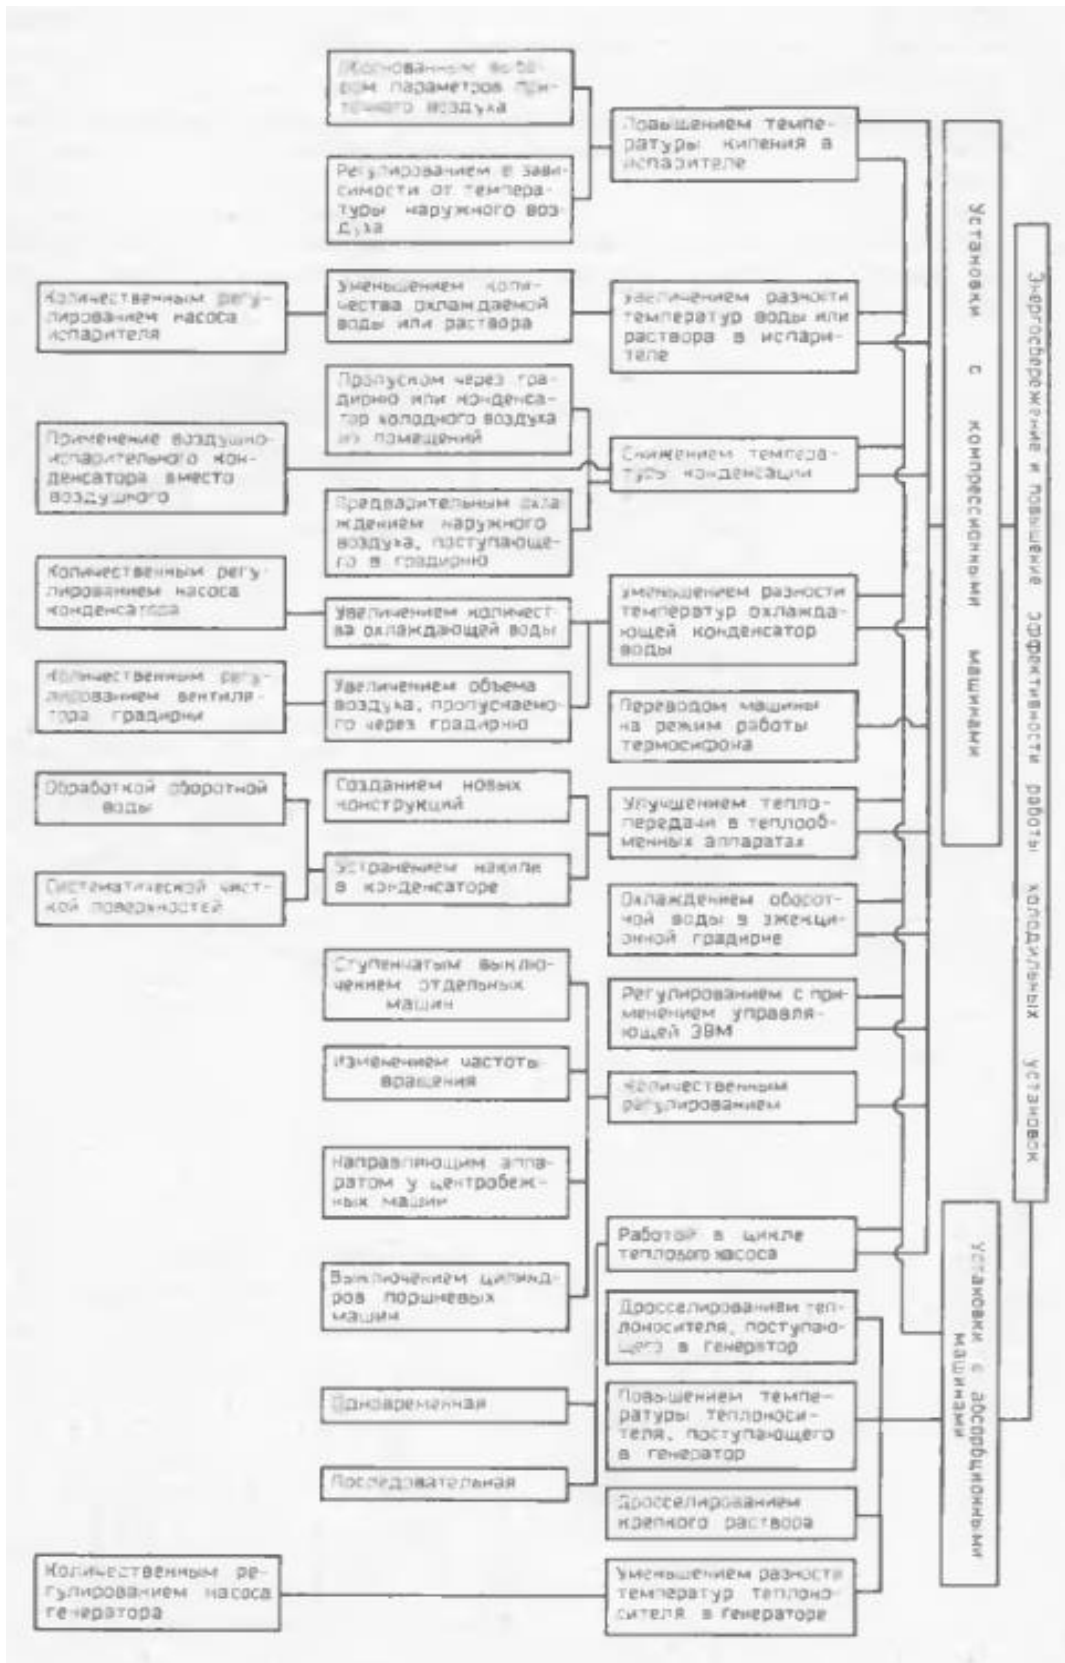 Обоснованным выбо-
ром параметров при-
точного воздуха
Регулированием в зави-
симости от темпера-
туры наружного воз-
духа
Повышением темпе-
ратуры кипения в
испарителе
Количественным регу-
лированием насоса
испарителя
Уменьшением коли-
чества охлаждаемой
воды или раствора
Увеличением разности
температур воды или
раствора в испари-
теле
Пропуском через гра-
дирню или конденса-
тор холодного воздуха
из помещений
Применение воздушно-
испарительного кон-
денсатора вместо
воздушного
Снижением темпера-
туры конденсации
Предварительным охла-
ждением наружного
воздуха, поступающе-
го в градирню
Количественным регу-
лированием насоса
конденсатора
Увеличением количест-
ва охлаждающей воды
Уменьшением разности
температур охлажда-
ющей конденсатор
воды
Количественным регу-
лированием вентиля-
тора градирни
Увеличением объема
воздуха, пропускаемо-
го через градирню
Переводом машины
на режим работы
термосифона
Обработкой оборотной
воды
Созданием новых
конструкций
Улучшением тепло-
передачи в теплооб-
менных аппаратах
Систематической чист-
кой поверхностей
Устранением накипи
в конденсаторе
Охлаждением оборот-
ной воды в эжекци-
онной градирне
Ступенчатым выклю-
чением отдельных
машин
Регулированием с при-
менением управля-
ющей ЭВМ
Изменением частоты
вращения
Количественным
регулированием
Направляющим аппа-
ратом у центробеж-
ных машин
Работой в цикле
теплового насоса
Выключением цилинд-
ров поршневых
машин
Дросселированием теп-
лоносителя, поступаю-
щего в генератор
Одновременная
Повышением темпе-
ратуры теплоноси-
теля, поступающего
в генератор
Последовательная
Дросселированием
крепкого раствора
Количественным ре-
гулированием насоса
генератора
Уменьшением разности
температур теплоно-
сителя в генераторе
Установки с компрессионными машинами
Установки с абсорбционными
машинами
Энергосбережение и повышение эффективности работы холодильных установок